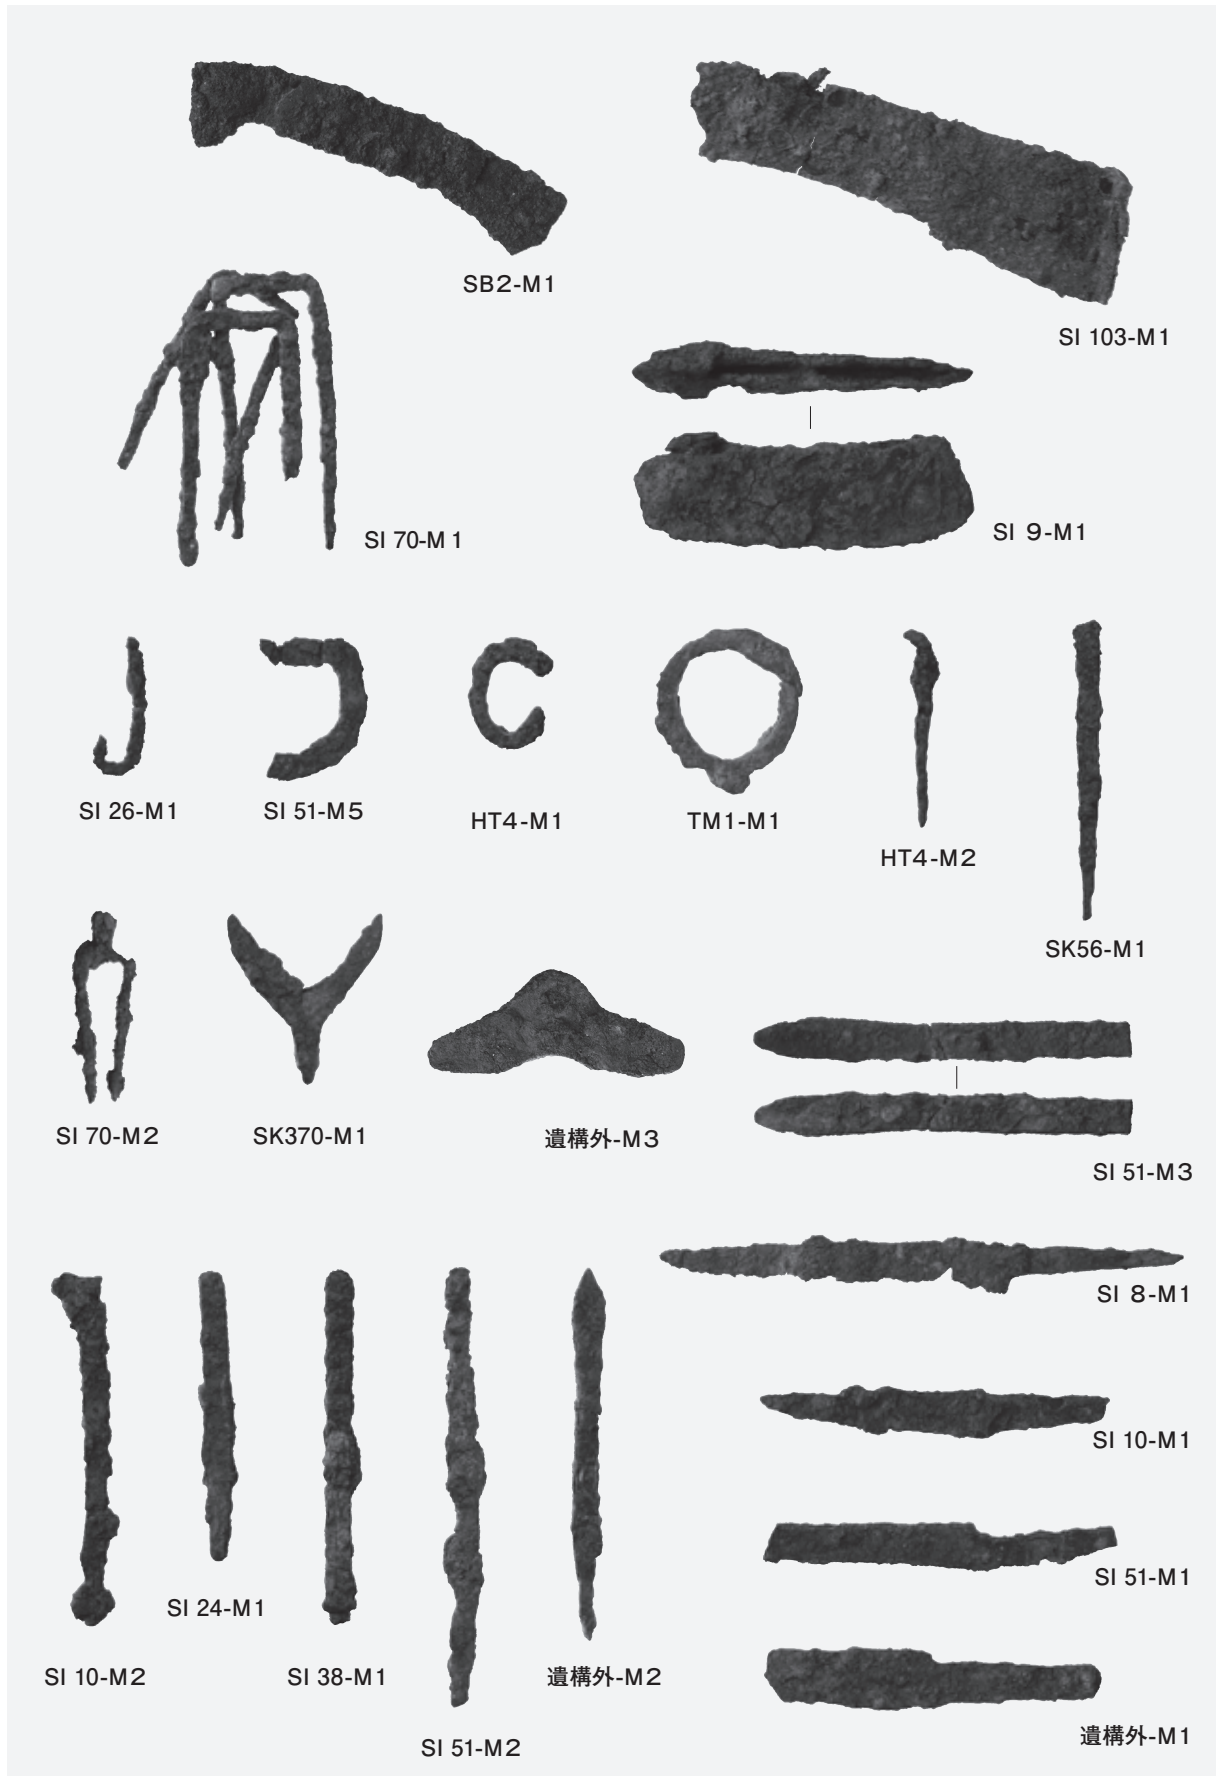 SB2-M1
SI 103-M1
SI 70-M1
SI 9-M1
SI 26-M1
SI 51-M5
HT4-M1
TM1-M1
HT4-M2
SK56-M1
SI 70-M2
SK370-M1
遺構外-M3
SI 51-M3
SI 8-M1
SI 10-M1
SI 51-M1
SI 24-M1
SI 10-M2
SI 38-M1
遺構外-M2
SI 51-M2
遺構外-M1